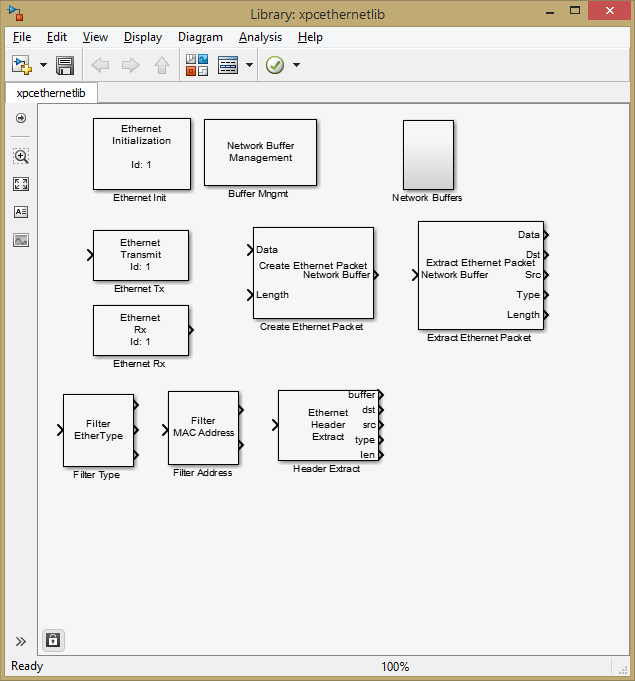 Library: xpcethernetlib
File Edit View Display Diagram Analysis Help
xpcethernetlib
Ethernet
Initialization
Id: 1
Ethernet Init
Network Buffer
Management
Buffer Mngmt
Network Buffers
Ethernet
Transmit
Id: 1
Ethernet Tx
Data
Create Ethernet Packet
Network Buffer
Length
Create Ethernet Packet
Data
Dst
Extract Ethernet Packet
Network Buffer
Src
Type
Length
Extract Ethernet Packet
Ethernet
Rx
Id: 1
Ethernet Rx
Filter
EtherType
Filter Type
Filter
MAC Address
Filter Address
Ethernet
Header
Extract
buffer
dst
src
type
len
Header Extract
Ready
100%